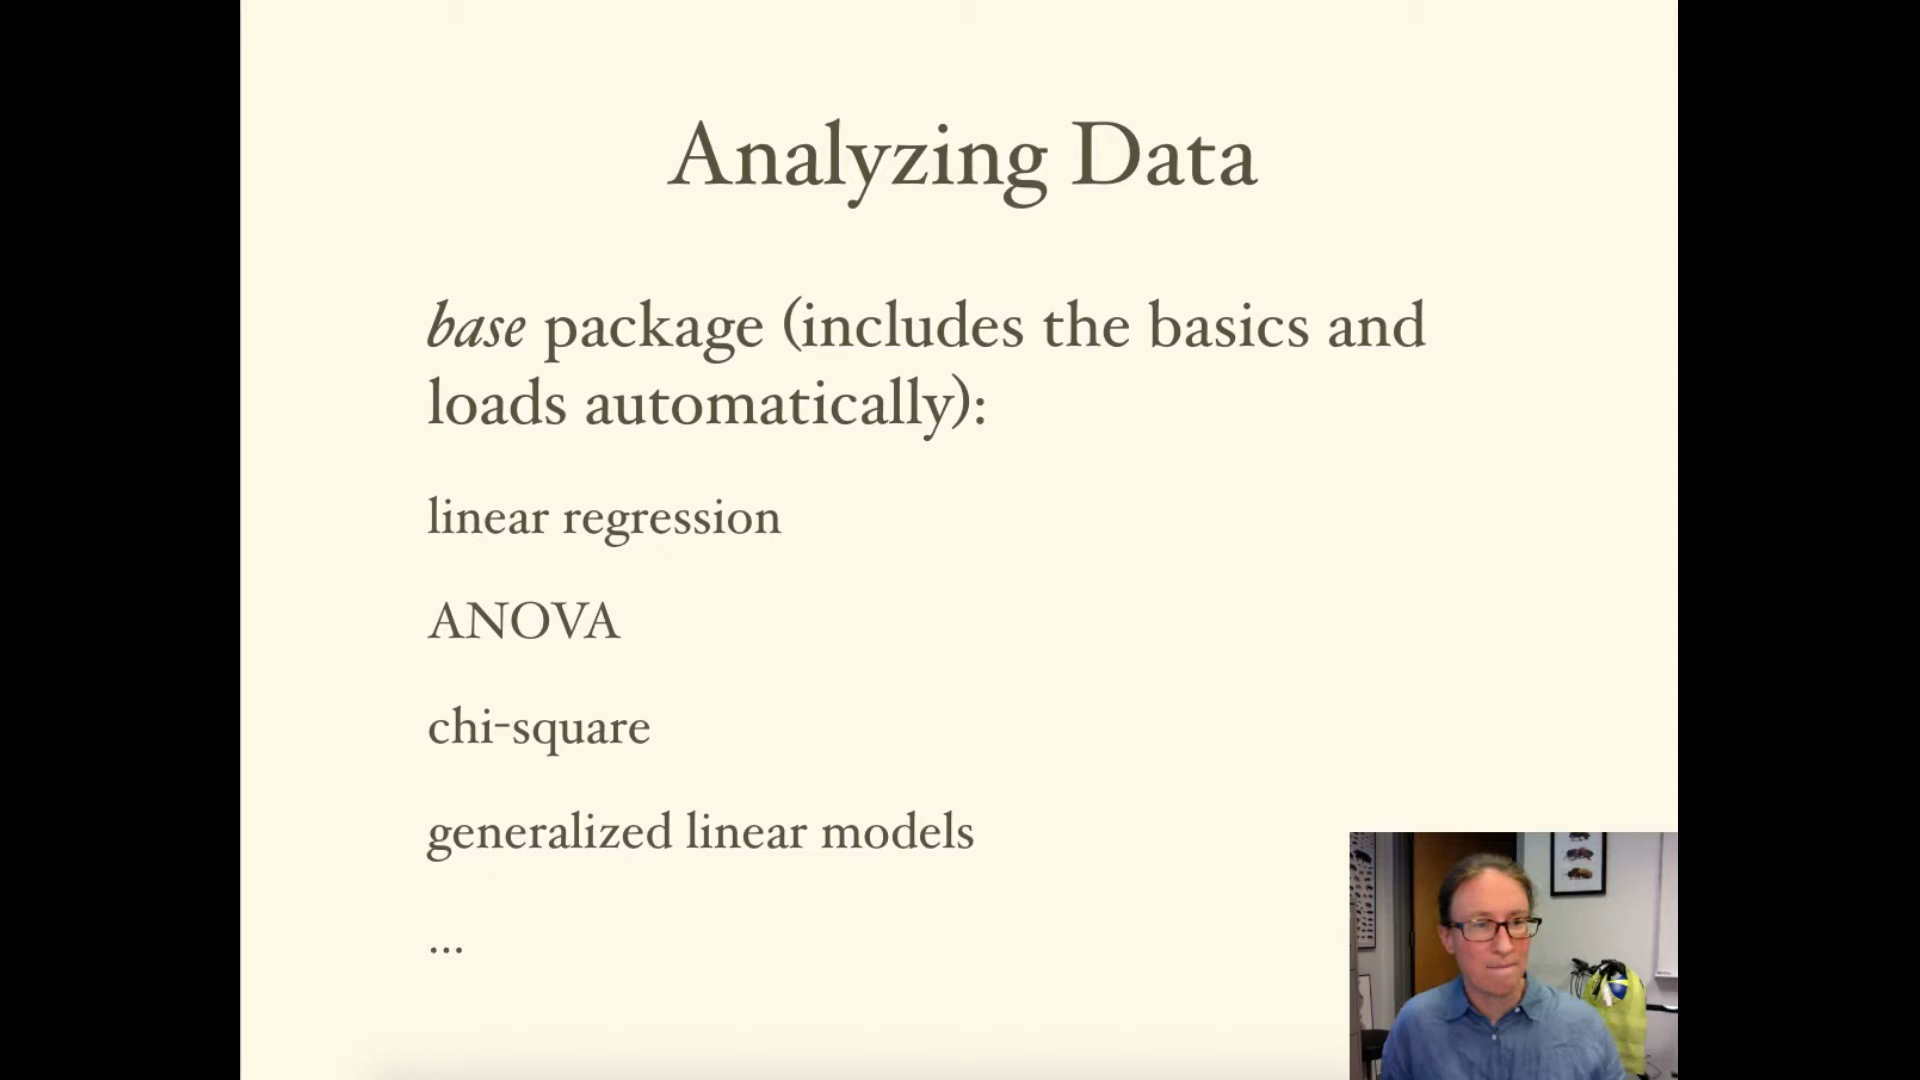 Analyzing Data
base package (includes the basics and
loads automatically):
linear regression
ANOVA
chi-square
generalized linear models
...